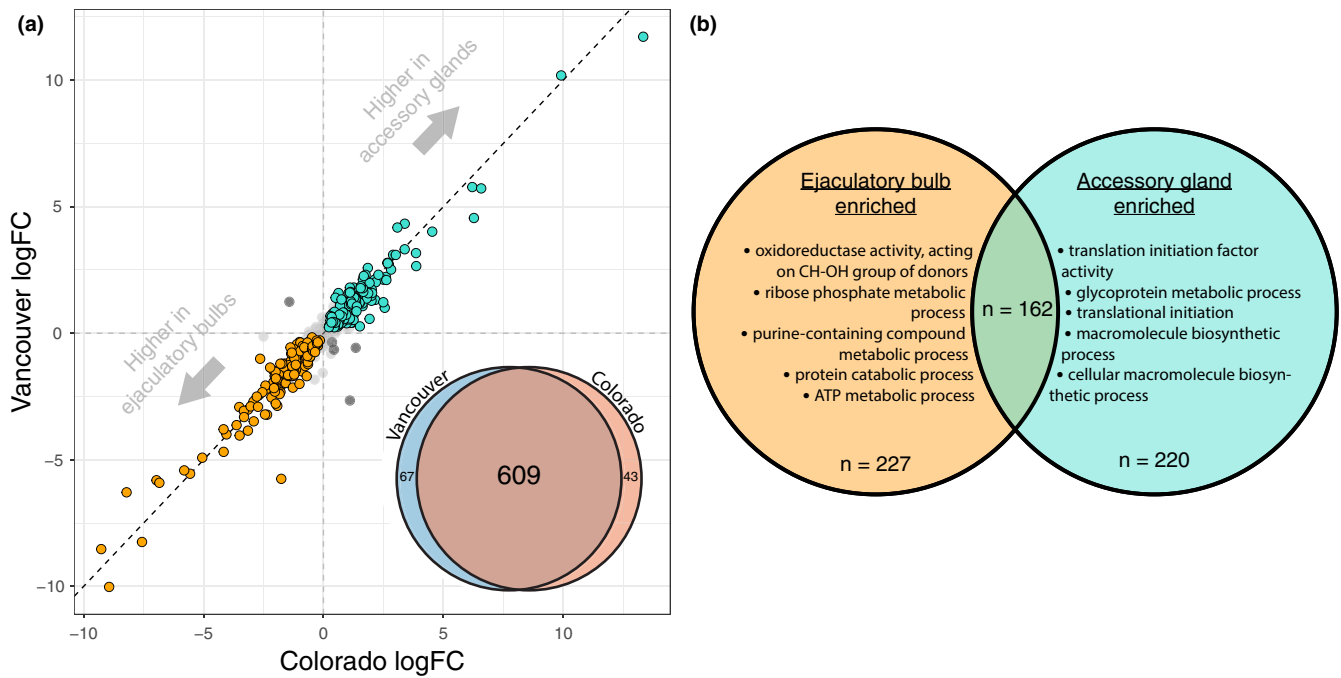 (a)
Vancouver logFC
10
5
0
−5
−10
−10
−5
0
5
10
Colorado logFC
Higher in
accessory glands
Higher in
ejaculatory bulbs
Vancouver
Colorado
67
609
43
(b)
Ejaculatory bulb
enriched
• oxidoreductase activity, acting
on CH-OH group of donors
• ribose phosphate metabolic
process
• purine-containing compound
metabolic process
• protein catabolic process
• ATP metabolic process
n = 227
n = 162
Accessory gland
enriched
• translation initiation factor
activity
• glycoprotein metabolic process
• translational initiation
• macromolecule biosynthetic
process
• cellular macromolecule biosyn-
thetic process
n = 220